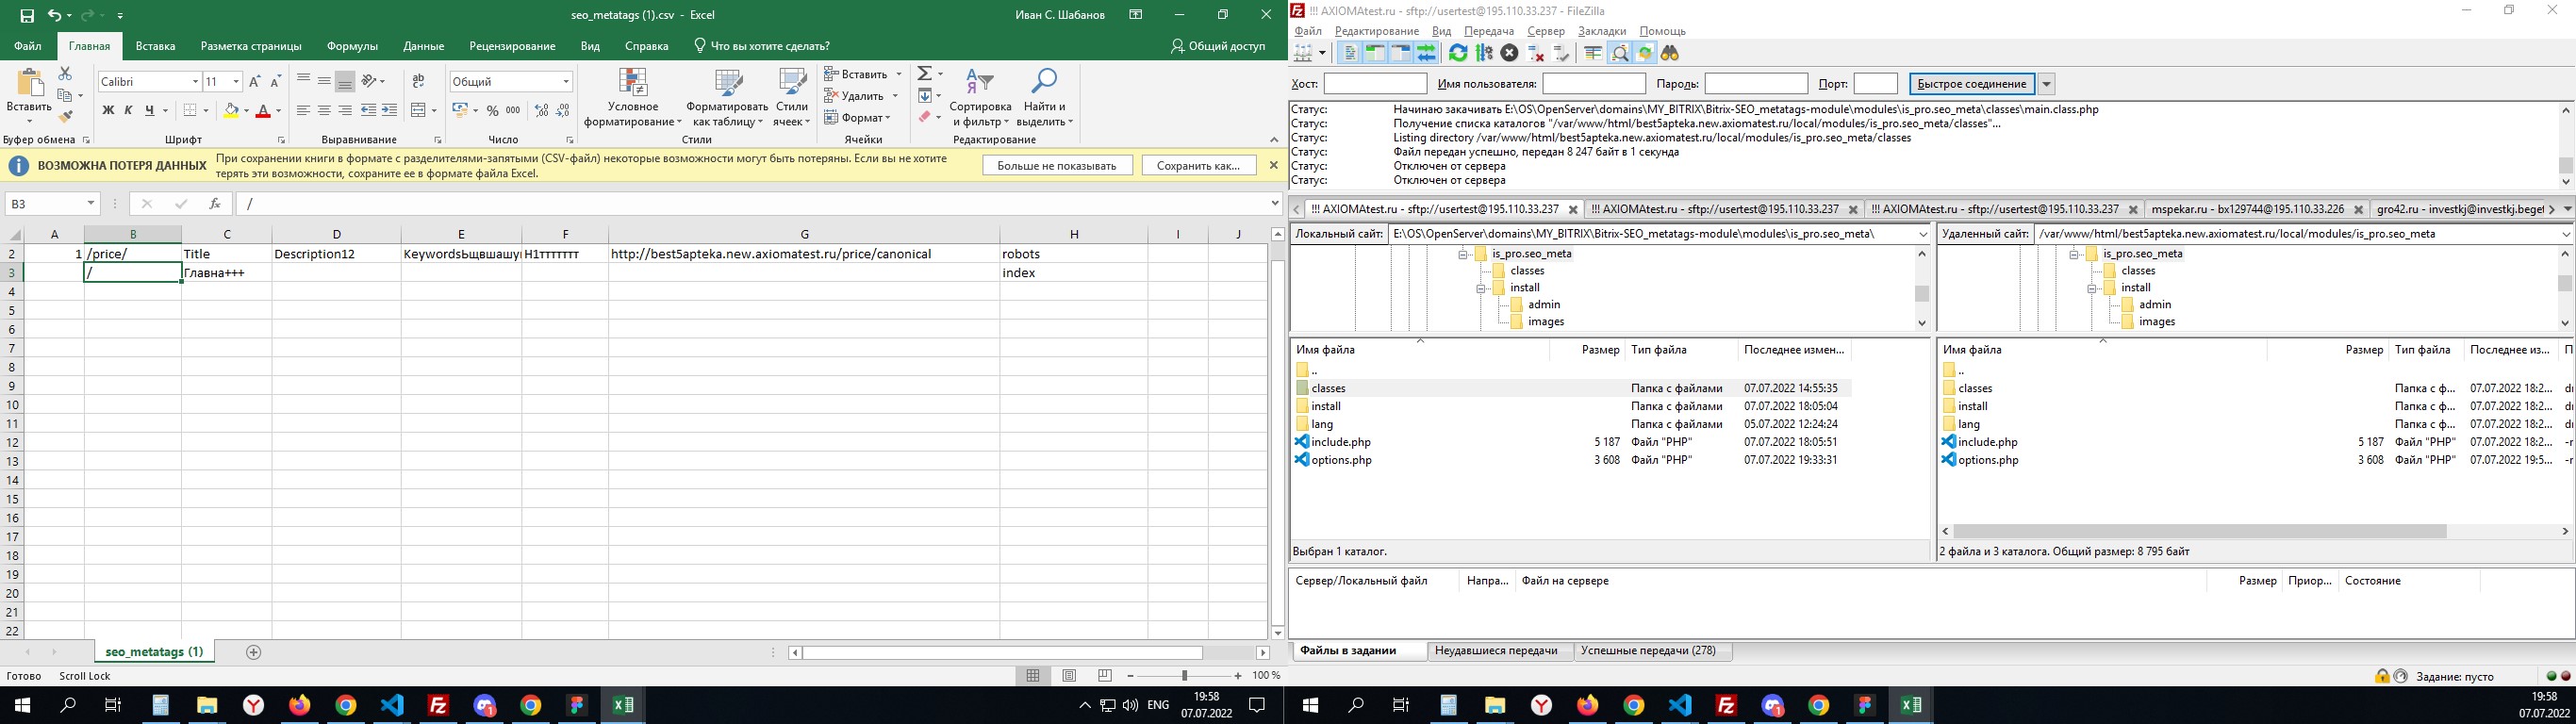 seo_metatags (1).csv - Excel
Иван С. Шабанов
Файл Главная Вставка Разметка страницы Формулы Данные Рецензирование Вид Справка Что вы хотите сделать? Общий доступ
Вставить
Calibri 11
Ж К Ч
Общий
% 000
Условное форматирование
Форматировать как таблицу
Стили ячеек
Вставить
Удалить
Формат
Сортировка и фильтр
Найти и выделить
Буфер обмена Шрифт Выравнивание Число Стили Ячейки Редактирование
ВОЗМОЖНА ПОТЕРЯ ДАННЫХ При сохранении книги в формате с разделителями-запятыми (CSV-файл) некоторые возможности могут быть потеряны. Если вы не хотите
терять эти возможности, сохраните ее в формате файла Excel.
Больше не показывать Сохранить как...
B3 fx /
A B C D E F G H I J
2 1 /price/ Title Description12 KeywordsЬщвшашу H1ттттттт http://best5apteka.new.axiomatest.ru/price/canonical robots
3 / Главна+++ index
4
5
6
7
8
9
10
11
12
13
14
15
16
17
18
19
20
21
22
seo_metatags (1)
Готово Scroll Lock 100 %
ENG 19:58
07.07.2022
!!! AXIOMAtest.ru - sftp://usertest@195.110.33.237 - FileZilla
Файл Редактирование Вид Передача Сервер Закладки Помощь
Хост: Имя пользователя: Пароль: Порт: Быстрое соединение
Статус: Начинаю закачивать E:\OS\OpenServer\domains\MY_BITRIX\Bitrix-SEO_metatags-module\modules\is_pro.seo_meta\classes\main.class.php
Статус: Получение списка каталогов "/var/www/html/best5apteka.new.axiomatest.ru/local/modules/is_pro.seo_meta/classes"...
Статус: Listing directory /var/www/html/best5apteka.new.axiomatest.ru/local/modules/is_pro.seo_meta/classes
Статус: Файл передан успешно, передан 8 247 байт в 1 секунда
Статус: Отключен от сервера
Статус: Отключен от сервера
!!! AXIOMAtest.ru - sftp://usertest@195.110.33.237 !!! AXIOMAtest.ru - sftp://usertest@195.110.33.237 !!! AXIOMAtest.ru - sftp://usertest@195.110.33.237 mspekar.ru - bx129744@195.110.33.226 gro42.ru - investkj@investkj.beget
Локальный сайт: E:\OS\OpenServer\domains\MY_BITRIX\Bitrix-SEO_metatags-module\modules\is_pro.seo_meta\
is_pro.seo_meta
classes
install
admin
images
Имя файла Размер Тип файла Последнее измен...
..
classes Папка с файлами 07.07.2022 14:55:35
install Папка с файлами 07.07.2022 18:05:04
lang Папка с файлами 05.07.2022 12:24:24
include.php 5 187 Файл "PHP" 07.07.2022 18:05:51
options.php 3 608 Файл "PHP" 07.07.2022 19:33:31
Выбран 1 каталог.
Удаленный сайт: /var/www/html/best5apteka.new.axiomatest.ru/local/modules/is_pro.seo_meta
is_pro.seo_meta
classes
install
admin
images
Имя файла Размер Тип файла Последнее из... П
..
classes Папка с ф... 07.07.2022 18:2...
install Папка с ф... 07.07.2022 18:2...
lang Папка с ф... 07.07.2022 18:2...
include.php 5 187 Файл "PHP" 07.07.2022 18:2... -r
options.php 3 608 Файл "PHP" 07.07.2022 19:5... -r
2 файла и 3 каталога. Общий размер: 8 795 байт
Сервер/Локальный файл Напра... Файл на сервере Размер Приор... Состояние
Файлы в задании Неудавшиеся передачи Успешные передачи (278)
Задание: пусто
19:58
07.07.2022